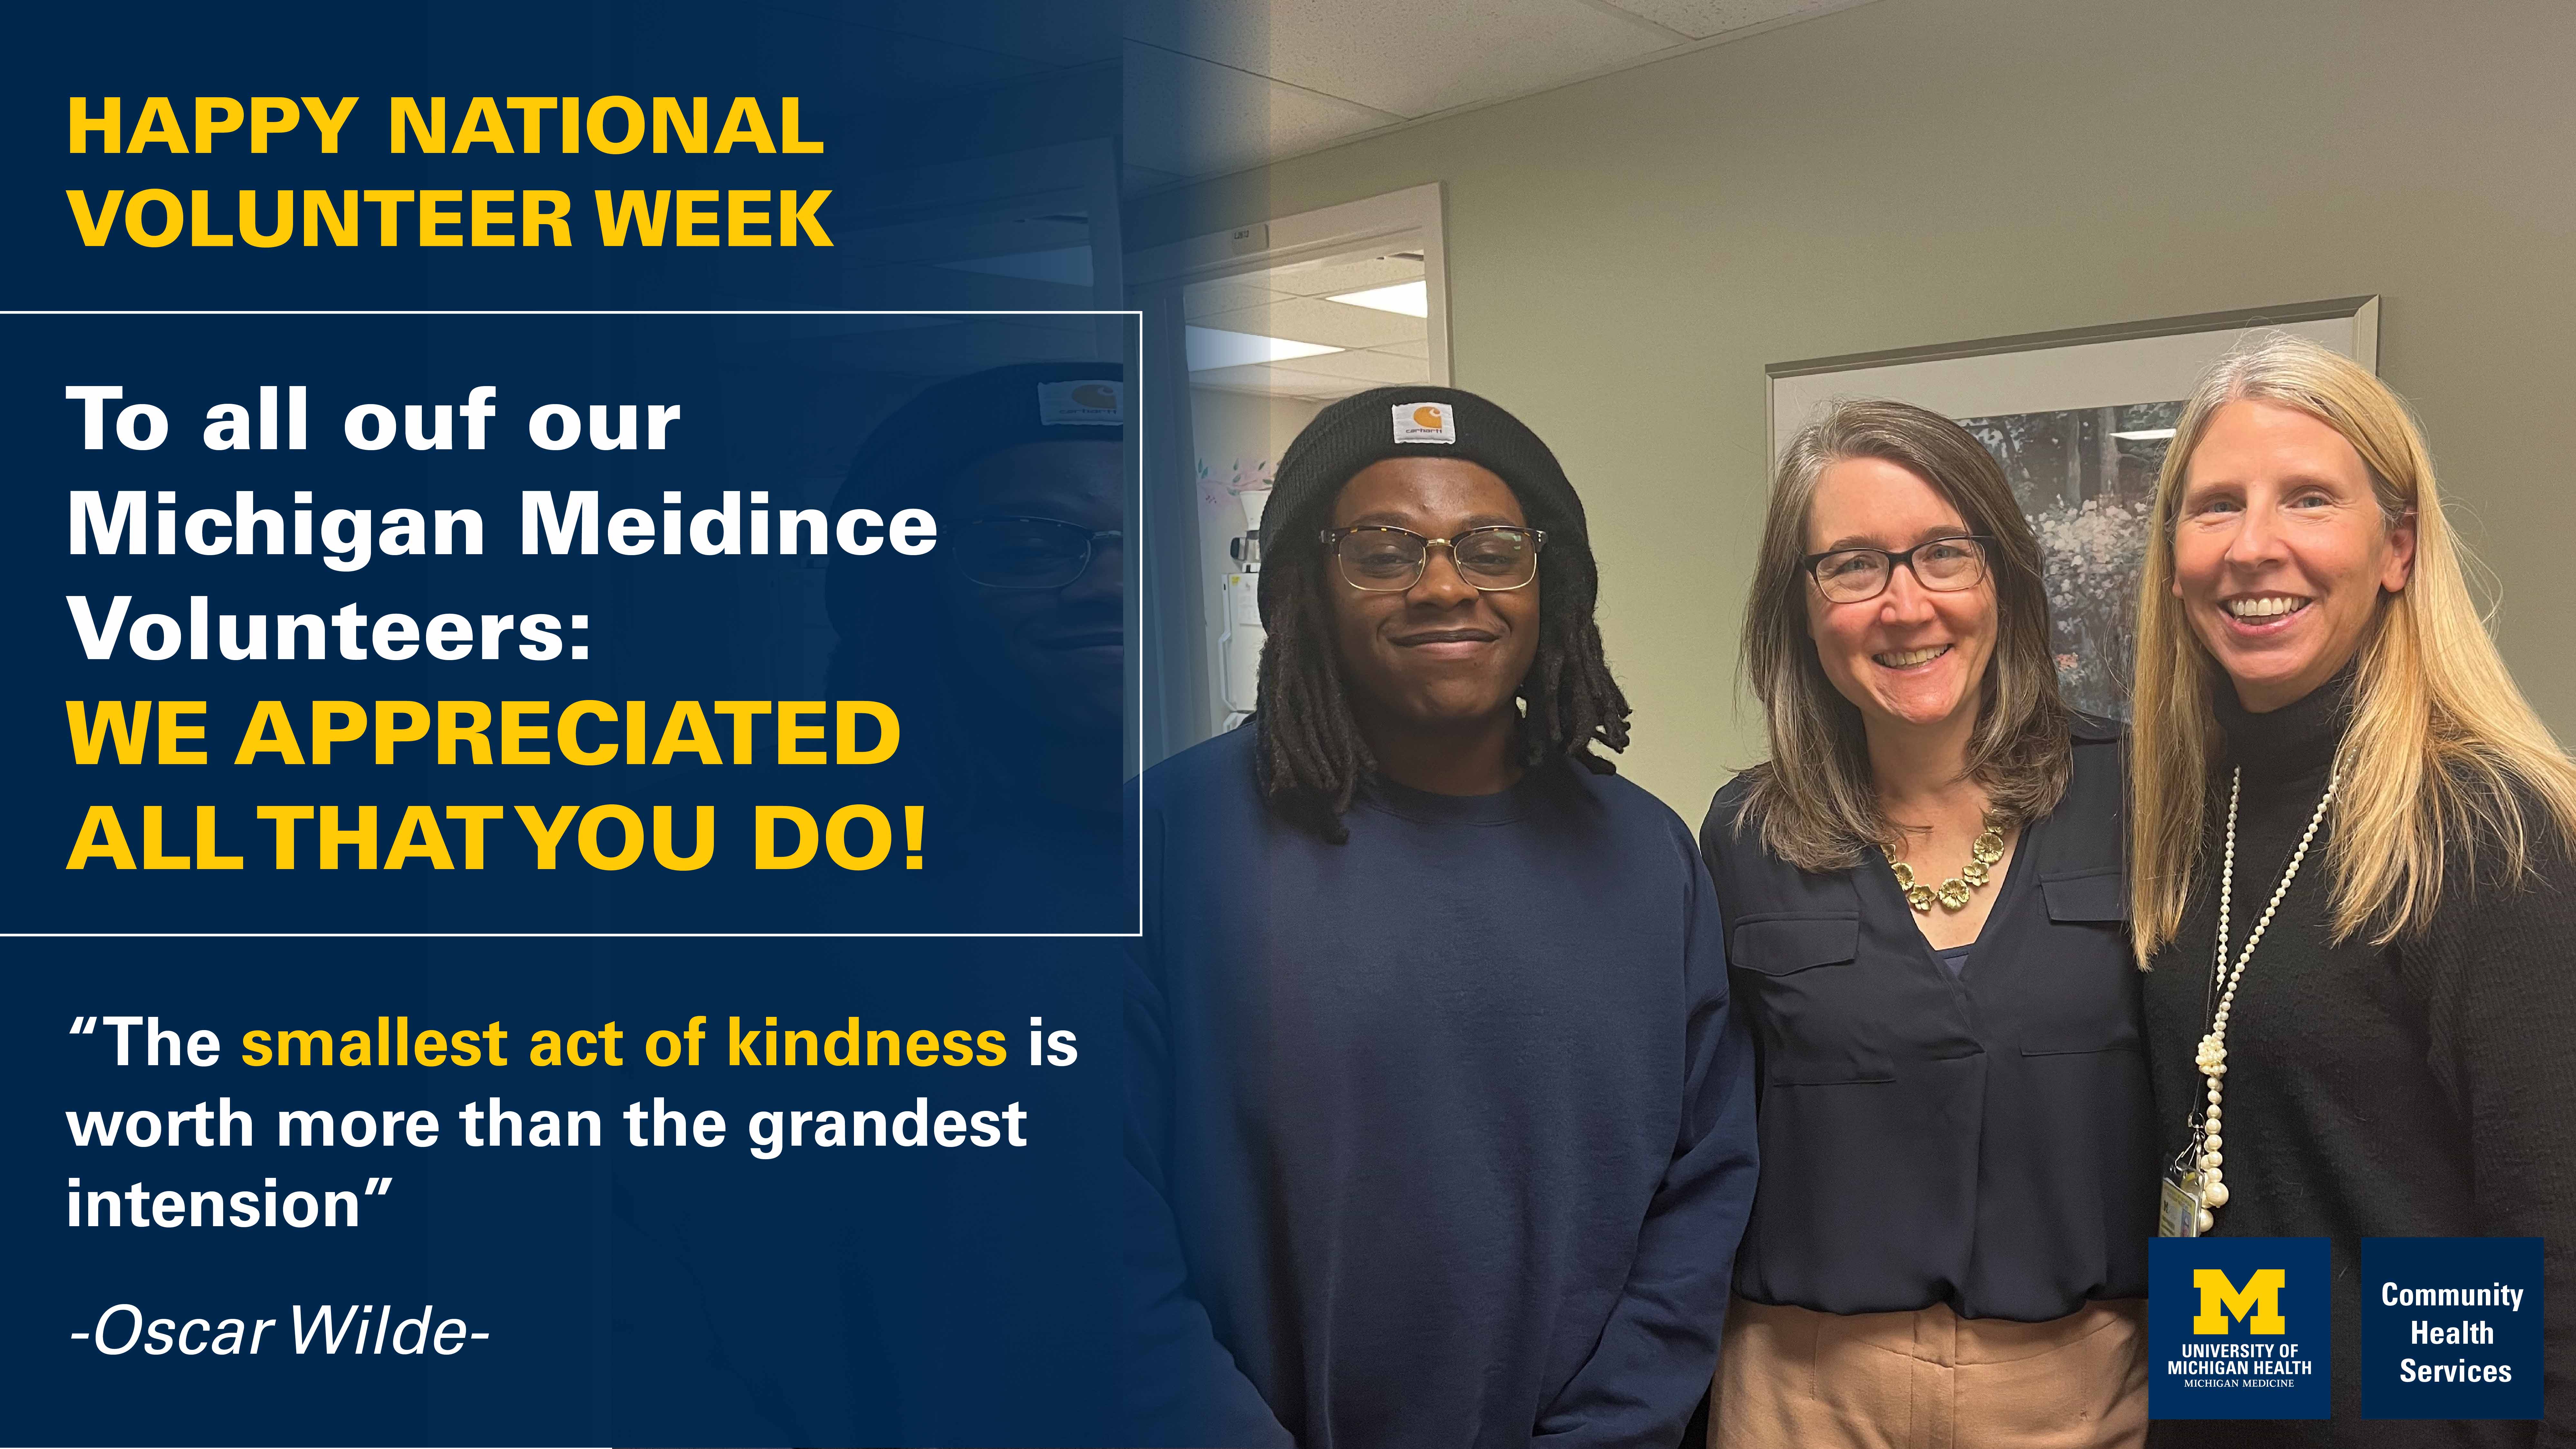 HAPPY NATIONAL
VOLUNTEER WEEK
To all ouf our
Michigan Meidince
Volunteers:
WE APPRECIATED
ALL THAT YOU DO!
“The smallest act of kindness is
worth more than the grandest
intension”
-Oscar Wilde-
carhartt
carhartt
M
UNIVERSITY OF
MICHIGAN HEALTH
MICHIGAN MEDICINE
Community
Health
Services